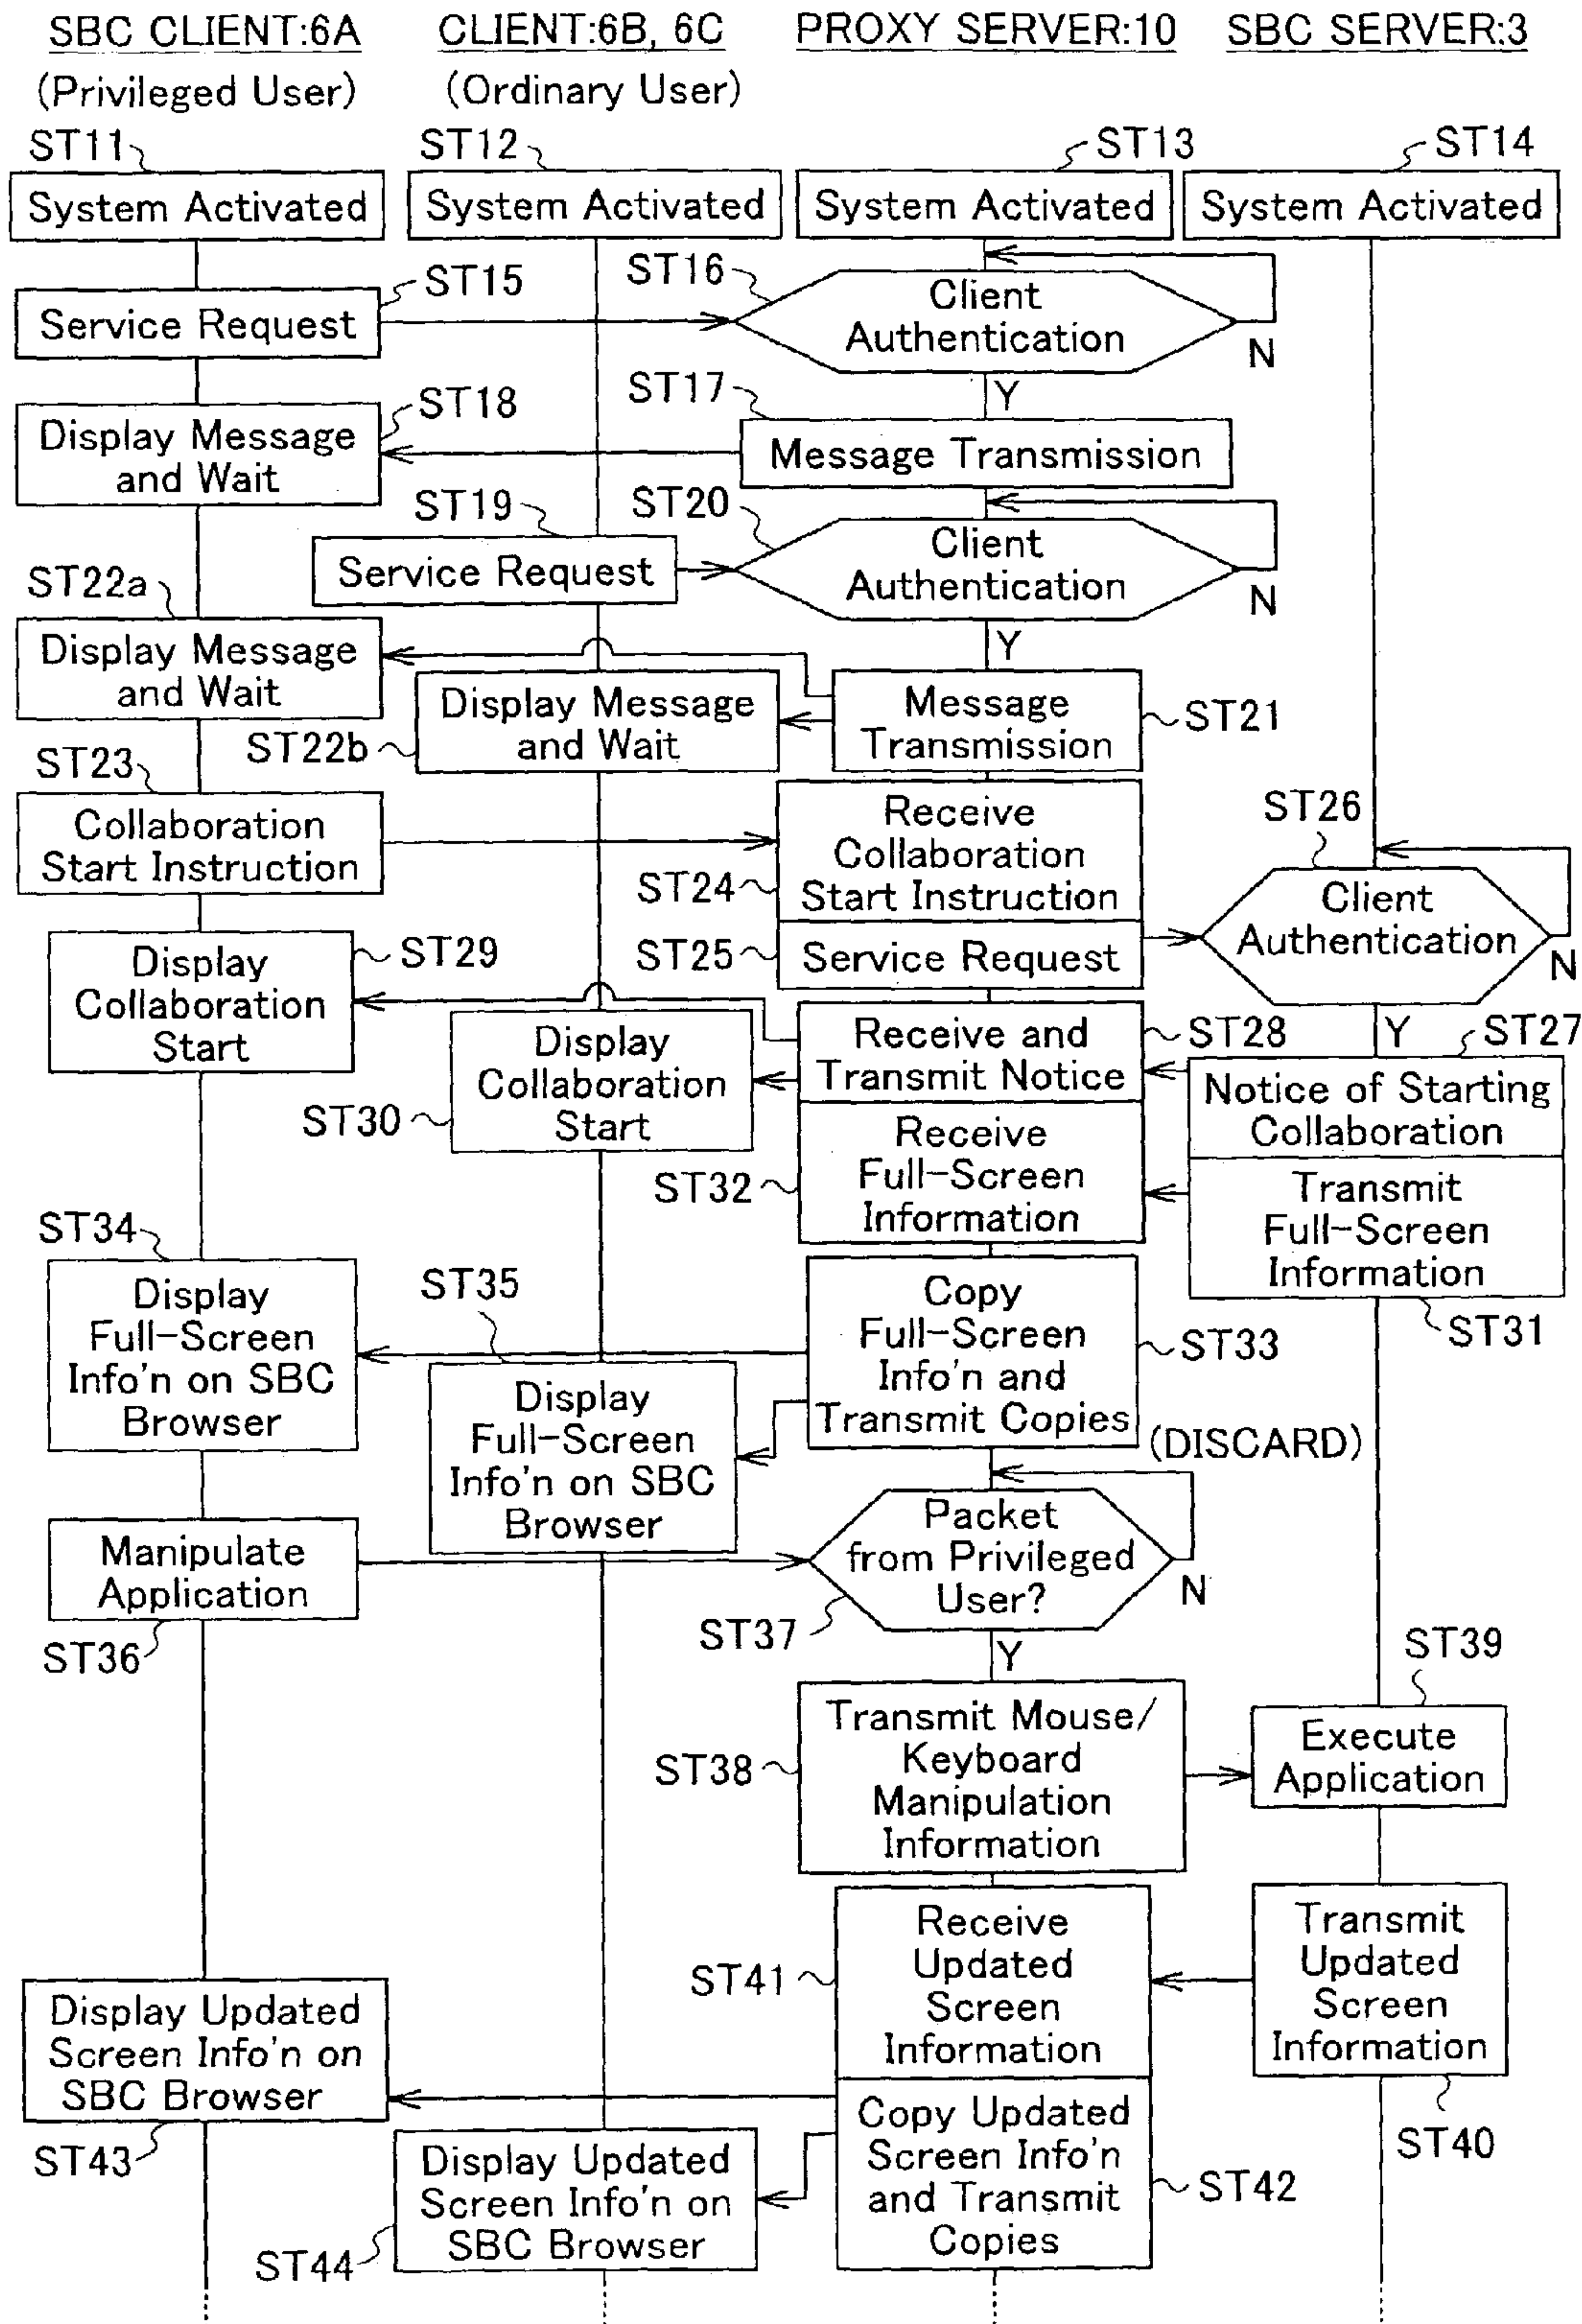 SBC CLIENT:6A
CLIENT:6B, 6C
PROXY SERVER:10
SBC SERVER:3
(Privileged User)
(Ordinary User)
ST11
ST12
ST13
ST14
System Activated
System Activated
System Activated
System Activated
ST15
Service Request
ST16
Client
Authentication
N
Y
ST17
Message Transmission
ST18
Display Message
and Wait
ST19
Service Request
ST20
Client
Authentication
N
Y
ST22a
Display Message
and Wait
ST22b
Display Message
and Wait
Message
Transmission
ST21
ST23
Collaboration
Start Instruction
Receive
Collaboration
Start Instruction
ST24
ST25
Service Request
ST26
Client
Authentication
N
Y
ST27
Notice of Starting
Collaboration
ST28
Receive and
Transmit Notice
ST29
Display
Collaboration
Start
ST30
Display
Collaboration
Start
Transmit
Full-Screen
Information
ST31
ST32
Receive
Full-Screen
Information
Copy
Full-Screen
Info'n and
Transmit Copies
ST33
ST34
Display
Full-Screen
Info'n on SBC
Browser
ST35
Display
Full-Screen
Info'n on SBC
Browser
(DISCARD)
Manipulate
Application
ST36
Packet
from Privileged
User?
N
ST37
Y
ST38
Transmit Mouse/
Keyboard
Manipulation
Information
ST39
Execute
Application
Transmit
Updated
Screen
Information
ST40
ST41
Receive
Updated
Screen
Information
Copy Updated
Screen Info'n
and Transmit
Copies
ST42
Display Updated
Screen Info'n on
SBC Browser
ST43
Display Updated
Screen Info'n on
SBC Browser
ST44